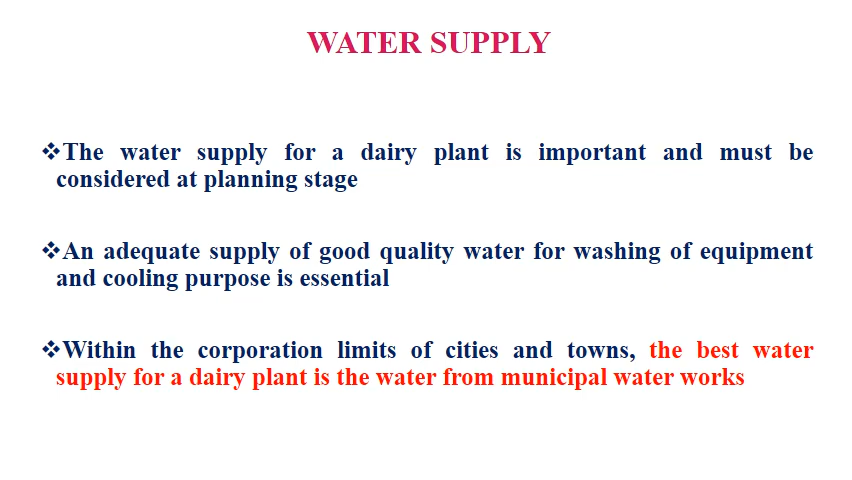 WATER SUPPLY
❖The water supply for a dairy plant is important and must be
considered at planning stage
❖An adequate supply of good quality water for washing of equipment
and cooling purpose is essential
❖Within the corporation limits of cities and towns, the best water
supply for a dairy plant is the water from municipal water works